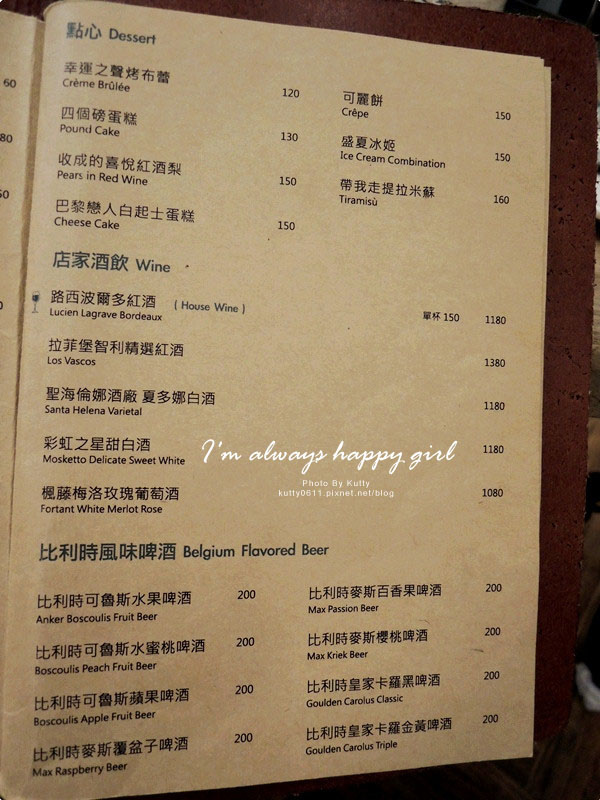 60
80
50
0
點心 Dessert
幸運之聲烤布蕾
Crème Brûlée
120
四個磅蛋糕
Pound Cake
130
收成的喜悅紅酒梨
Pears in Red Wine
150
巴黎戀人白起士蛋糕
Cheese Cake
150
可麗餅
Crêpe
150
盛夏冰姬
Ice Cream Combination
150
帶我走提拉米蘇
Tiramisù
160
店家酒飲 Wine
路西波爾多紅酒 ( House Wine ) 單杯 150 1180
Lucien Lagrave Bordeaux
拉菲堡智利精選紅酒 1380
Los Vascos
聖海倫娜酒廠 夏多娜白酒 1180
Santa Helena Varietal
彩虹之星甜白酒 1180
Mosketto Delicate Sweet White
I'm always happy girl
Photo By Kutty
kutty0611.pixnet.net/blog
楓藤梅洛玫瑰葡萄酒 1080
Fortant White Merlot Rose
比利時風味啤酒 Belgium Flavored Beer
比利時可魯斯水果啤酒 200
Anker Boscoulis Fruit Beer
比利時可魯斯水蜜桃啤酒 200
Boscoulis Peach Fruit Beer
比利時可魯斯蘋果啤酒 200
Boscoulis Apple Fruit Beer
比利時麥斯覆盆子啤酒 200
Max Raspberry Beer
比利時麥斯百香果啤酒 200
Max Passion Beer
比利時麥斯櫻桃啤酒 200
Max Kriek Beer
比利時皇家卡羅黑啤酒 200
Goulden Carolus Classic
比利時皇家卡羅金黃啤酒 200
Goulden Carolus Triple